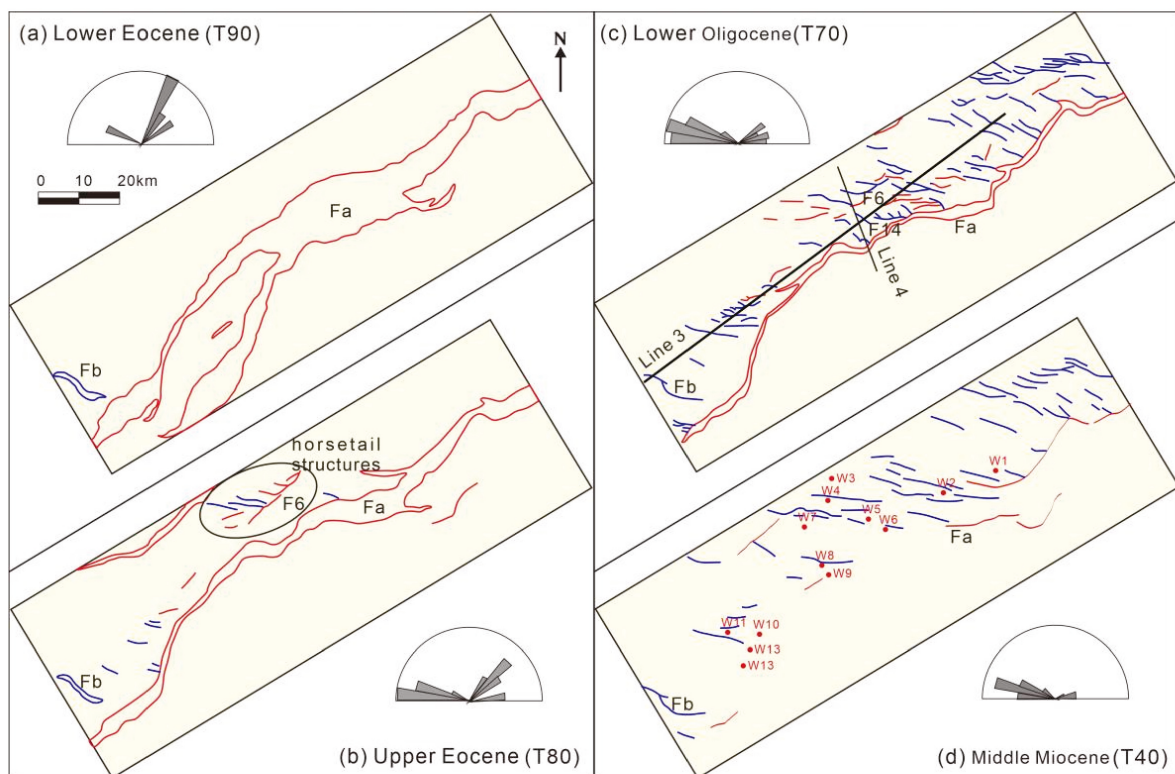 (a) Lower Eocene (T90)
N
0 10 20km
Fa
Fb
horsetail
structures
F6
Fa
Fb
(b) Upper Eocene (T80)
(c) Lower Oligocene(T70)
F6
F14
Fa
Line 4
Line 3
Fb
W1
W3
W2
W4
W5
W7
W6
Fa
W8
W9
W11
W10
W13
W13
Fb
(d) Middle Miocene (T40)